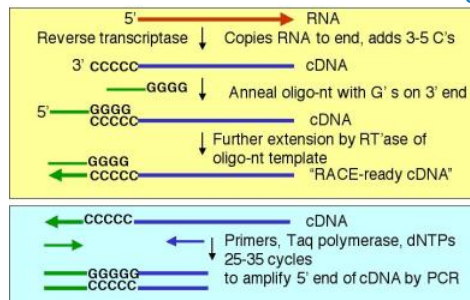 5' RNA
Reverse transcriptase Copies RNA to end, adds 3-5 C's
3' CCCCC cDNA
GGGG Anneal oligo-nt with G' s on 3' end
5' GGGG
CCCCC cDNA
Further extension by RT'ase of
oligo-nt template
GGGG
CCCCC "RACE-ready cDNA"
CCCCC cDNA
Primers, Taq polymerase, dNTPs
25-35 cycles
GGGGG to amplify 5' end of cDNA by PCR
CCCCC